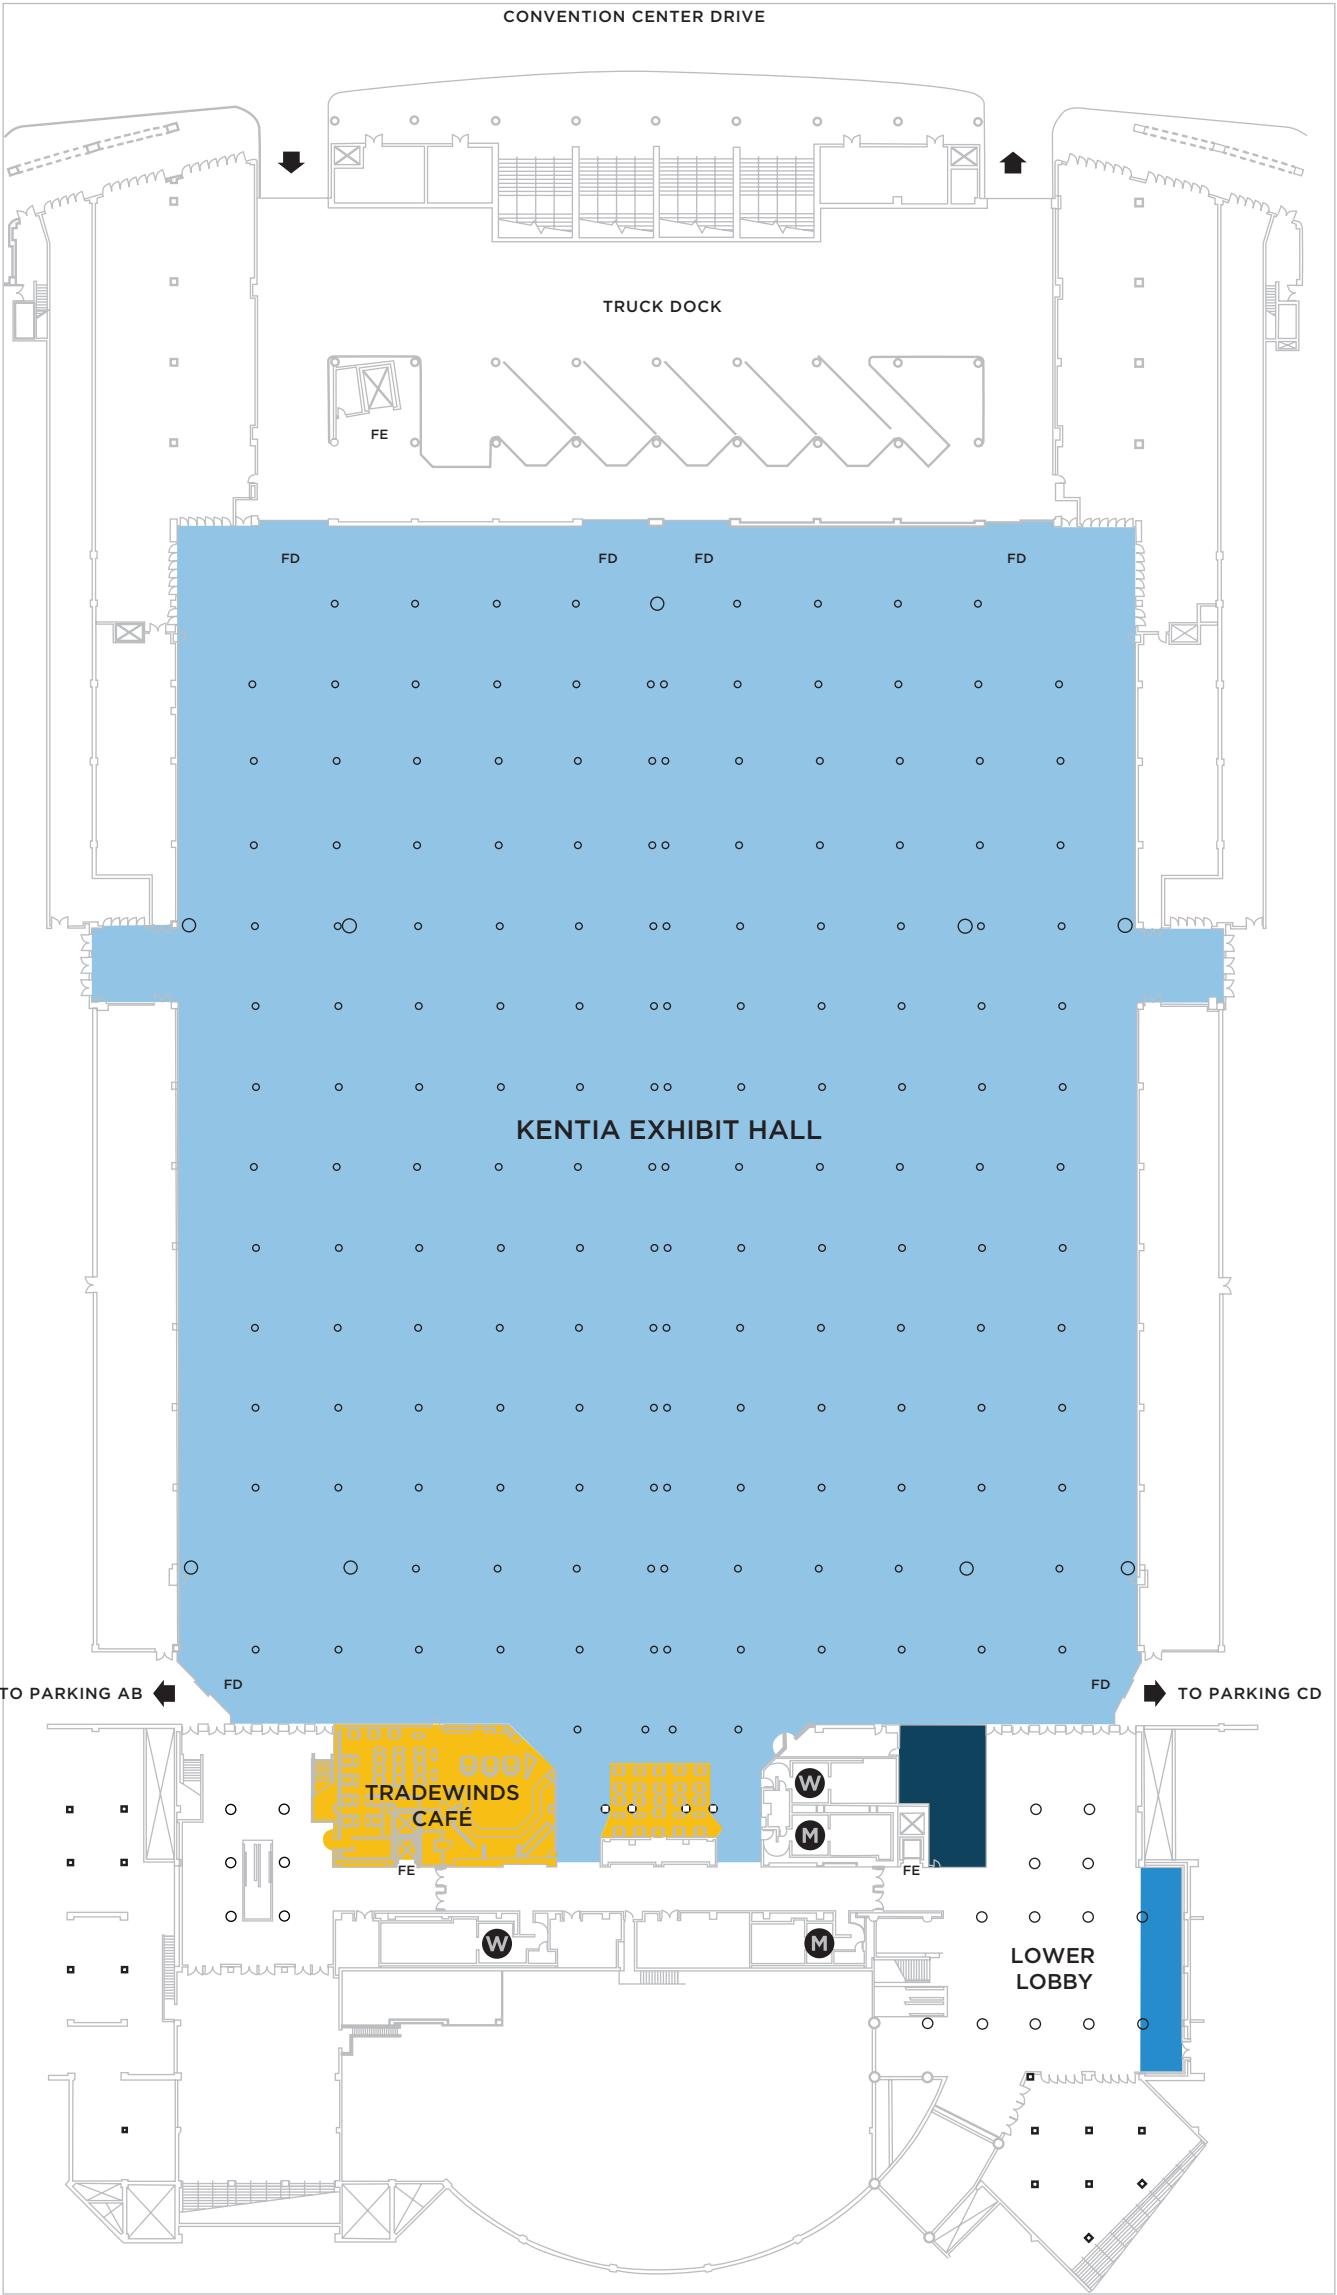 CONVENTION CENTER DRIVE
TRUCK DOCK
FE
FD
FD
FD
FD
KENTIA EXHIBIT HALL
FD
FD
TO PARKING AB
TO PARKING CD
TRADEWINDS
CAFÉ
W
M
FE
FE
W
M
LOWER
LOBBY